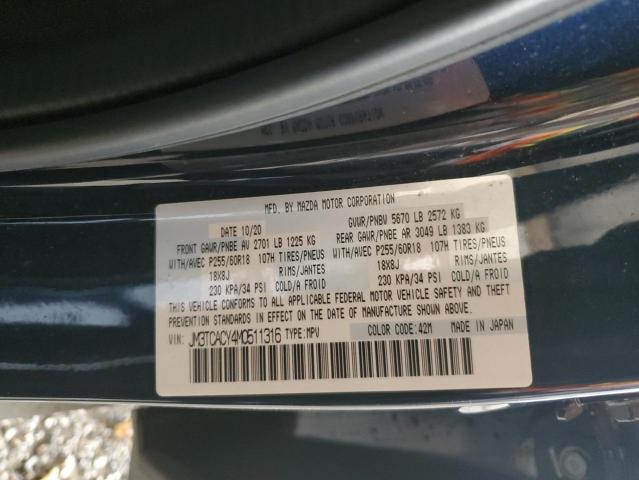 MFD. BY MAZDA MOTOR CORPORATION
DATE 10/20 GVWR/PNBV 5670 LB 2572 KG
FRONT GAWR/PNBE AV 2701 LB 1225 KG REAR GAWR/PNBE AR 3049 LB 1383 KG
WITH/AVEC P255/60R18 107H TIRES/PNEUS WITH/AVEC P255/60R18 107H TIRES/PNEUS
18X8J RIMS/JANTES 18X8J RIMS/JANTES
230 KPA/34 PSI COLD/A FROID 230 KPA/34 PSI COLD/A FROID
THIS VEHICLE CONFORMS TO ALL APPLICABLE FEDERAL MOTOR VEHICLE SAFETY AND THEFT
PREVENTION STANDARDS IN EFFECT ON THE DATE OF MANUFACTURE SHOWN ABOVE.
VIN: JM3TCACY4M0511316 TYPE: MPV COLOR CODE: 42M MADE IN JAPAN